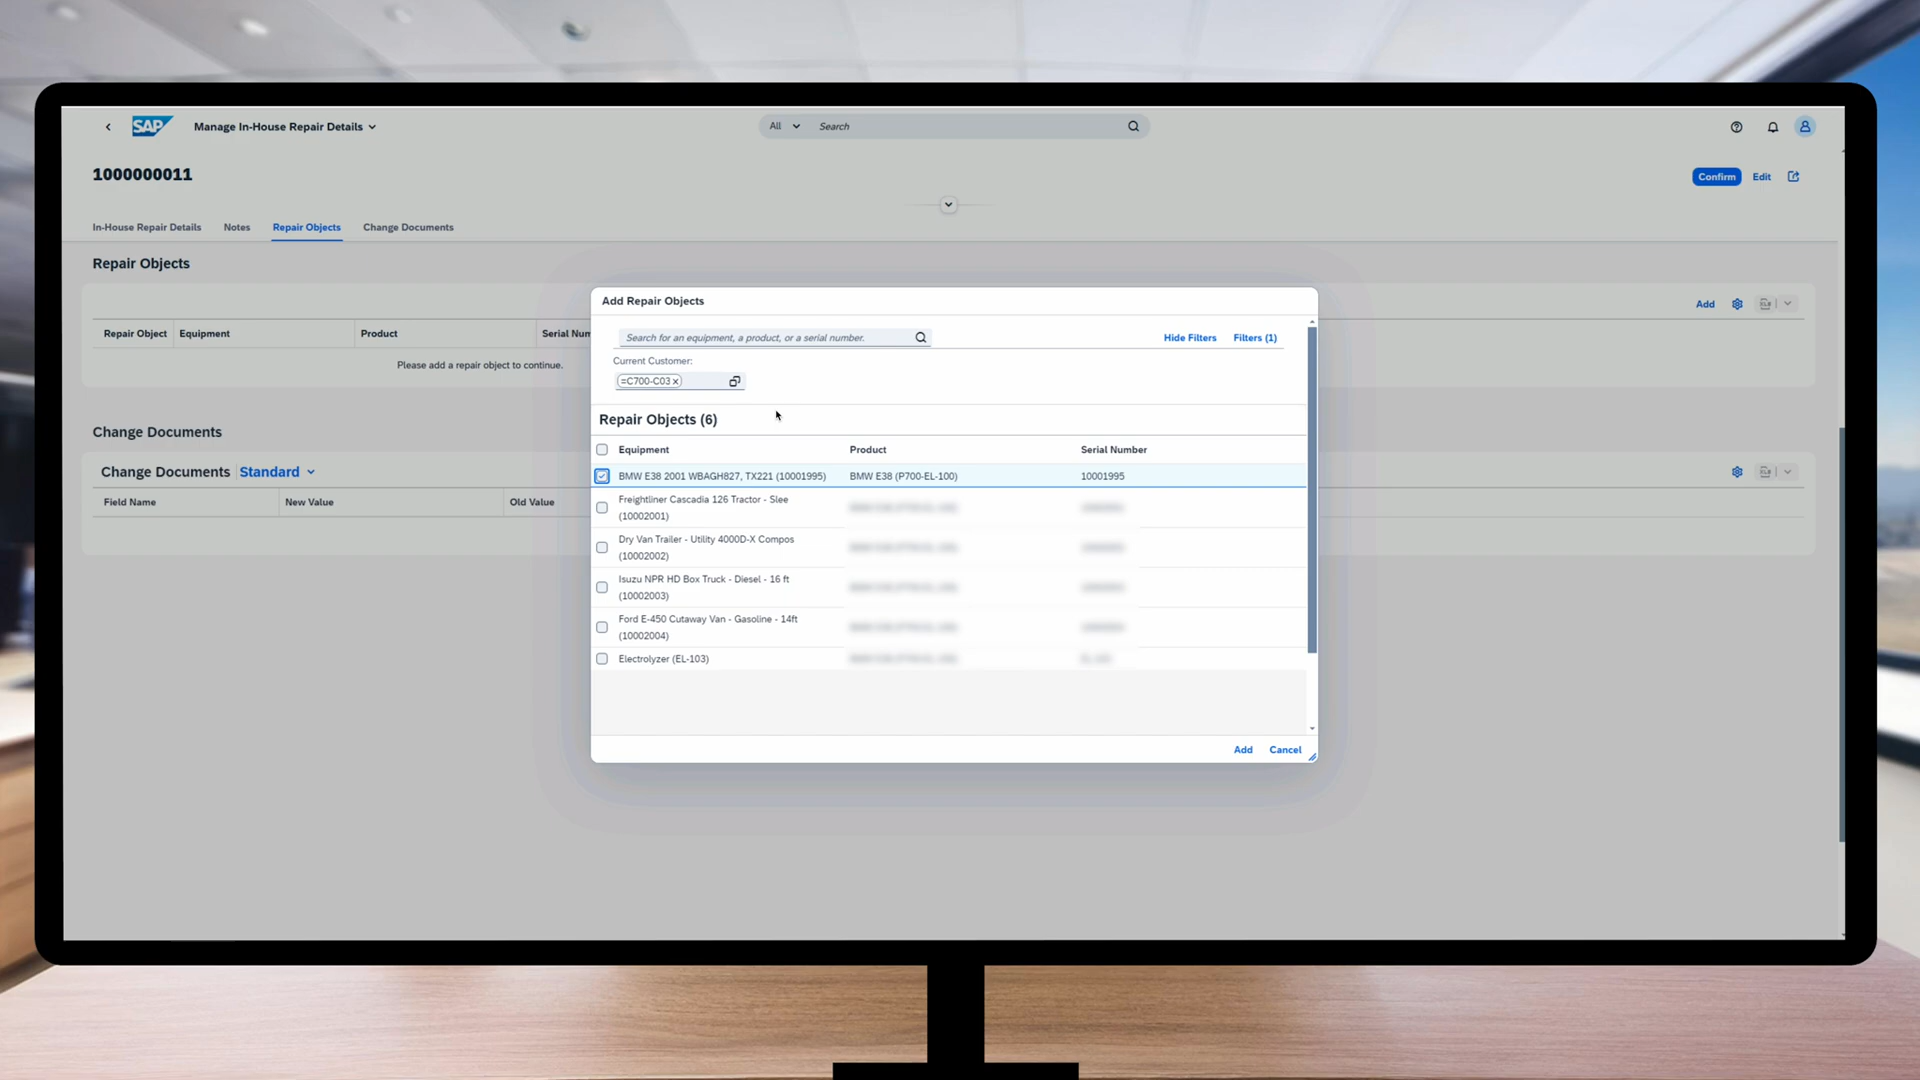 SAP Manage In-House Repair Details All Search
1000000011
Confirm Edit
In-House Repair Details Notes Repair Objects Change Documents
Repair Objects
Add
Repair Object Equipment Product Serial Num
Please add a repair object to continue.
Change Documents
Change Documents Standard
Field Name New Value Old Value
Add Repair Objects
Search for an equipment, a product, or a serial number.
Hide Filters Filters (1)
Current Customer:
=C700-C03
Repair Objects (6)
Equipment Product Serial Number
BMW E38 2001 WBAGH827, TX221 (10001995) BMW E38 (P700-EL-100) 10001995
Freightliner Cascadia 126 Tractor - Slee
(10002001)
Dry Van Trailer - Utility 4000D-X Compos
(10002002)
Isuzu NPR HD Box Truck - Diesel - 16 ft
(10002003)
Ford E-450 Cutaway Van - Gasoline - 14ft
(10002004)
Electrolyzer (EL-103)
Add Cancel